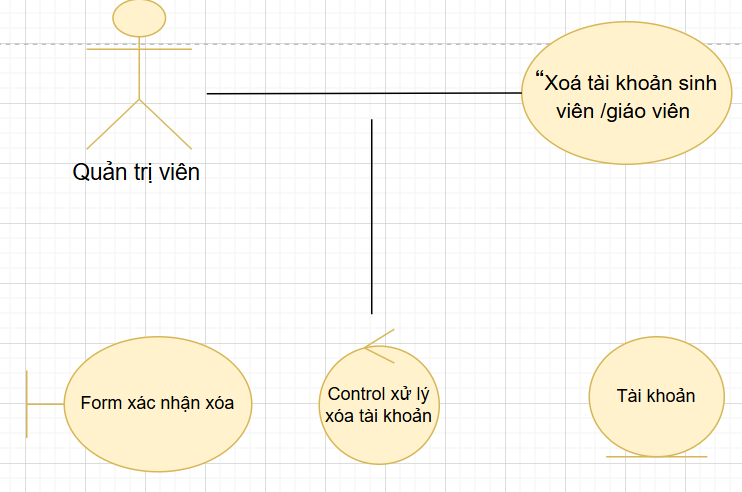 “Xoá tài khoản sinh
viên /giáo viên
Quản trị viên
Form xác nhận xóa
Control xử lý
xóa tài khoản
Tài khoản